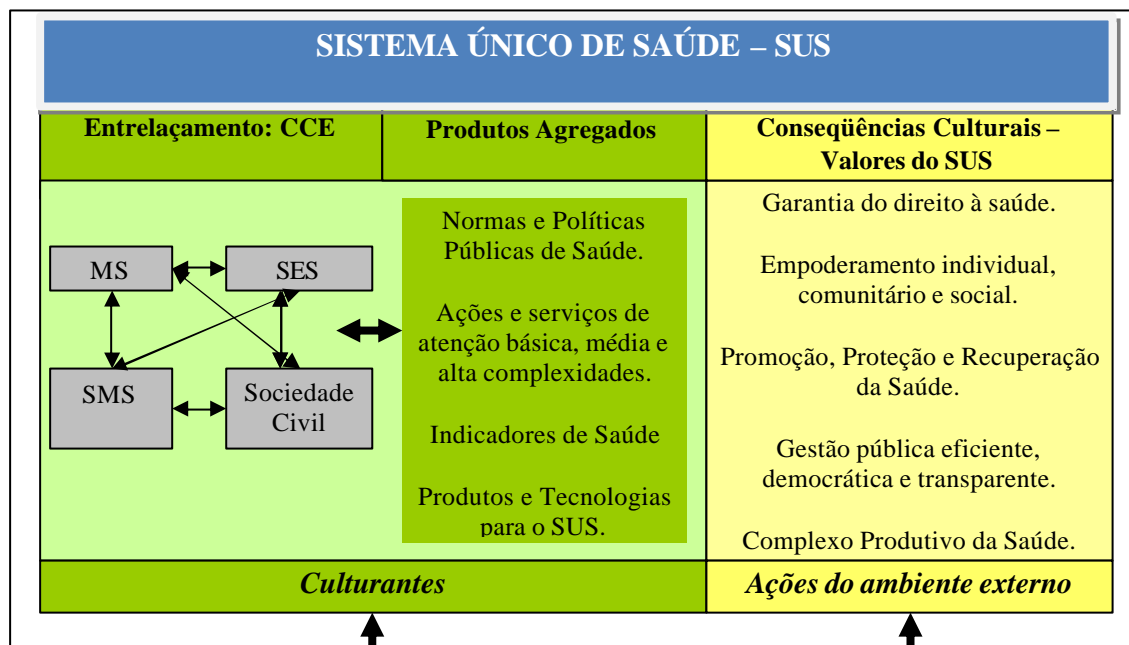 SISTEMA ÚNICO DE SAÚDE – SUS
Entrelaçamento: CCE
Produtos Agregados
Conseqüências Culturais –
Valores do SUS
MS
SES
SMS
Sociedade
Civil
Normas e Políticas
Públicas de Saúde.
Ações e serviços de
atenção básica, média e
alta complexidades.
Indicadores de Saúde
Produtos e Tecnologias
para o SUS.
Garantia do direito à saúde.
Empoderamento individual,
comunitário e social.
Promoção, Proteção e Recuperação
da Saúde.
Gestão pública eficiente,
democrática e transparente.
Complexo Produtivo da Saúde.
Culturantes
Ações do ambiente externo